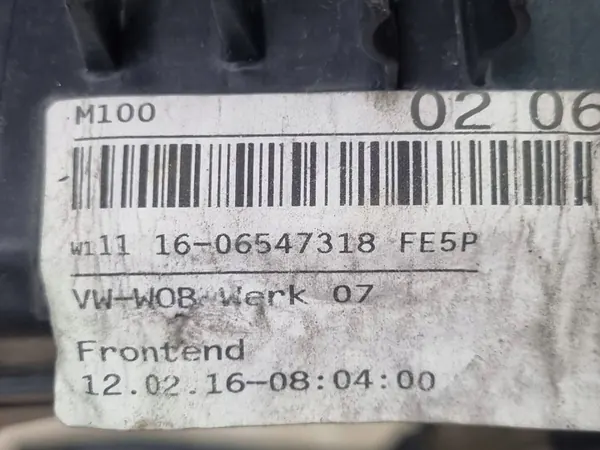 M100 02 06
W111 16-06547318 FE5P
VW-WOB Werk 07
Frontend
12.02.16-08:04:00